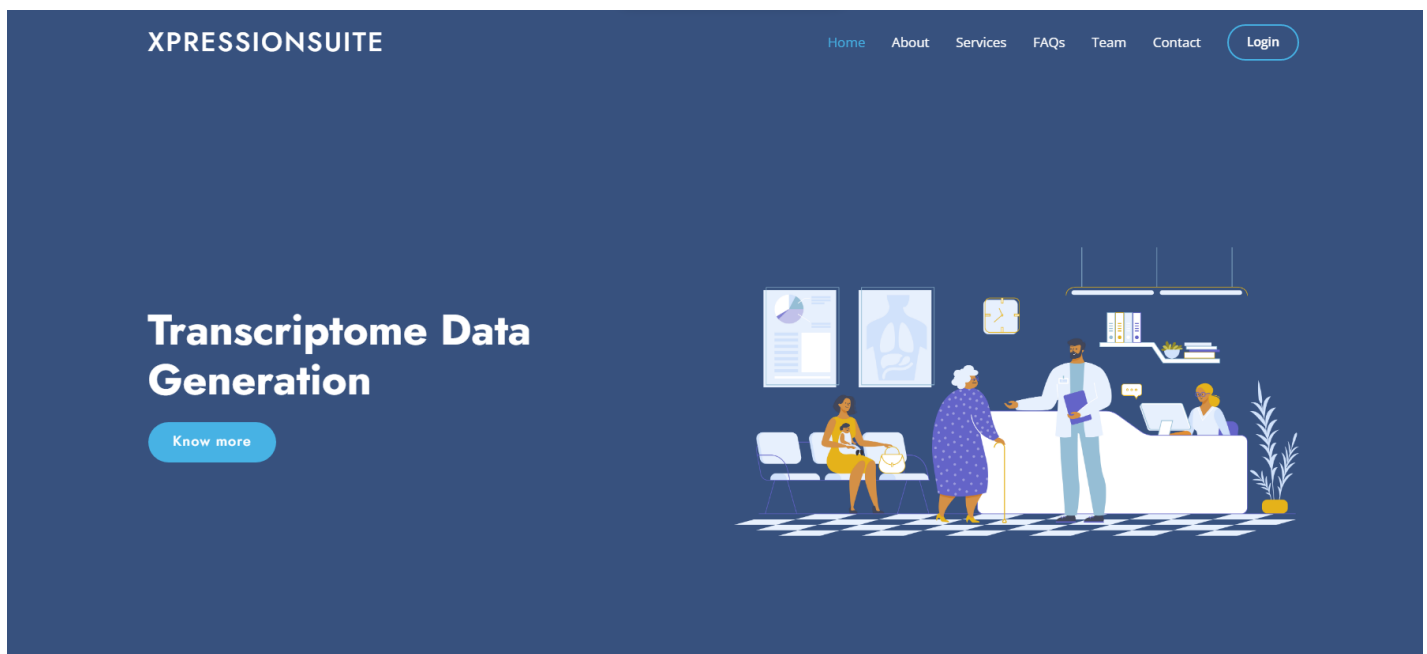 XPRESSIONSUITE
Home About Services FAQs Team Contact Login
Transcriptome Data
Generation
Know more